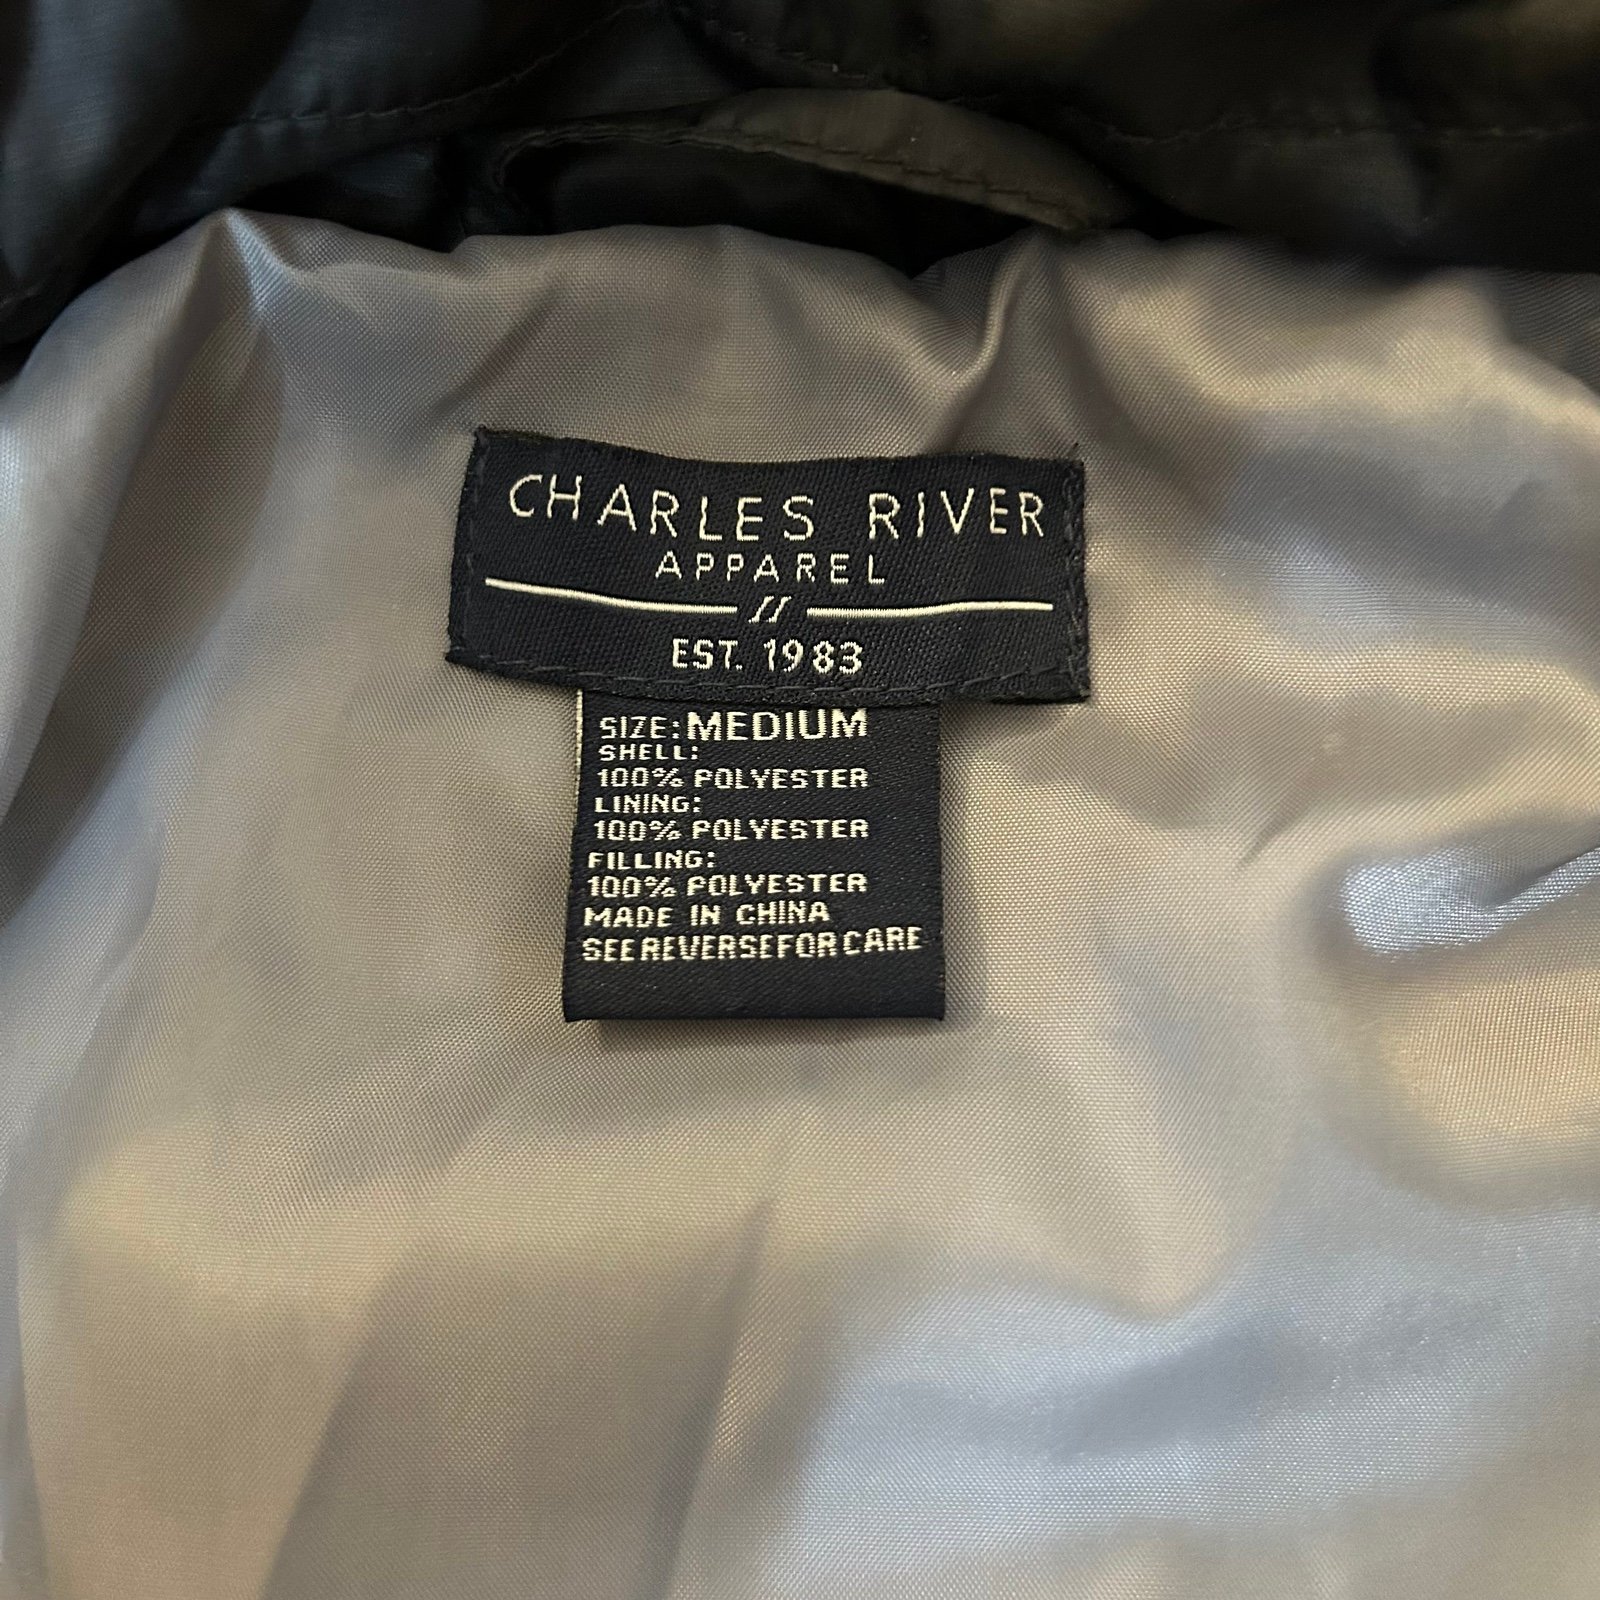 CHARLES RIVER
APPAREL
EST. 1983
SIZE: MEDIUM
SHELL:
100% POLYESTER
LINING:
100% POLYESTER
FILLING:
100% POLYESTER
MADE IN CHINA
SEE REVERSE FOR CARE